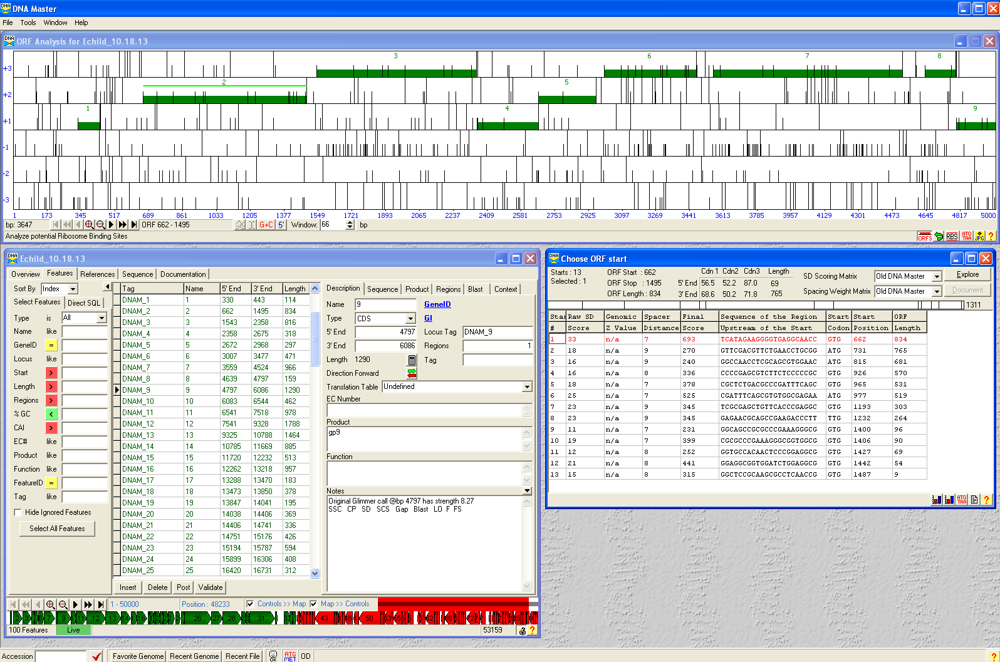 DNA Master
File Tools Window Help
ORF Analysis for Echild_10.18.13
3 6 7 8
+3
2 5
+2
1 4 9
+1
-1
-2
-3
1 173 345 517 689 861 1033 1205 1377 1549 1721 1893 2065 2237 2409 2581 2753 2925 3097 3269 3441 3613 3785 3957 4129 4301 4473 4645 4817 5000
bp: 3647 ORF 662 - 1495 G+C 5' Window: 66 bp
Analyze potential Ribosome Binding Sites ORFS RBS ATG TAA JPG ?
Echild_10.18.13
Overview Features References Sequence Documentation
Sort By Index
Select Features Direct SQL
Type is All
Name like
GeneID =
Locus like
Start >
Length >
Regions >
% GC <
CAI >
EC# like
Product like
Function like
FeatureID =
Tag like
Hide Ignored Features
Select All Features
Tag Name 5' End 3' End Length
DNAM_1 1 330 443 114
DNAM_2 2 662 1495 834
DNAM_3 3 1543 2358 816
DNAM_4 4 2358 2675 318
DNAM_5 5 2672 2968 297
DNAM_6 6 3007 3477 471
DNAM_7 7 3559 4524 966
DNAM_8 8 4639 4797 159
DNAM_9 9 4797 6086 1290
DNAM_10 10 6083 6544 462
DNAM_11 11 6541 7518 978
DNAM_12 12 7541 9328 1788
DNAM_13 13 9325 10788 1464
DNAM_14 14 10785 11669 885
DNAM_15 15 11720 12232 513
DNAM_16 16 12262 13218 957
DNAM_17 17 13288 13470 183
DNAM_18 18 13473 13850 378
DNAM_19 19 13847 14041 195
DNAM_20 20 14038 14406 369
DNAM_21 21 14406 14741 336
DNAM_22 22 14751 15176 426
DNAM_23 23 15194 15787 594
DNAM_24 24 15899 16306 408
DNAM_25 25 16420 16731 312
Insert Delete Post Validate
Description Sequence Product Regions Blast Context
Name 9 GeneID
Type CDS GI
5' End 4797 Locus Tag DNAM_9
3' End 6086 Regions 1
Length 1290 Tag
Direction Forward
Translation Table Undefined
EC Number
Product
gp9
Function
Notes
Original Glimmer call @bp 4797 has strength 8.27
SSC CP SD SCS Gap Blast LO F FS
1 - 50000 Position : 48233 Controls >> Map Map >> Controls
100 Features Live 53159 ?
Choose ORF start
Starts : 13 ORF Start : 662 Cdn 1 Cdn2 Cdn3 Length SD Scoring Matrix Old DNA Master Explore
Selected : 1 ORF Stop : 1495 5' End 56.5 52.2 87.0 69
ORF Length : 834 3' End 68.6 50.2 71.8 765 Spacing Weight Matrix Old DNA Master Document
1311
Star Raw SD Genomic Spacer Final Sequence of the Region Start Start ORF
# Score Z Value Distance Score Upstream of the Start Codon Position Length
1 33 n/a 7 693 TCATAGAAGGGGTGAGGCAACC GTG 662 834
2 18 n/a 9 270 GTTCGACGTTCTGAACCTGCGG ATG 731 765
3 16 n/a 9 240 GGCCAACCTCGCAGCGTGGAAC ATG 815 681
4 16 n/a 8 336 CCCCGAGCGTCTTCTCCCCCGC GTG 926 570
5 18 n/a 7 378 CGCTCTGACGCCCGATTTCAGC GTG 965 531
6 25 n/a 7 525 CGATTTCAGCGTGTGGCGAGAA ATG 977 519
7 23 n/a 9 345 TCGCGAGCTGTTCACCCGAGGC GTG 1193 303
8 23 n/a 9 345 GAGAACGCAGCCGAAGACCCTT TTG 1232 264
9 11 n/a 7 231 GGCAGCCGCGCCCGAAAGGGCG GTG 1400 96
10 19 n/a 7 399 CGCGCCCGAAAGGGCGGTGGCG GTG 1406 90
11 12 n/a 8 252 GGTGCCACAACTCCCGGAGGCG GTG 1427 69
12 21 n/a 8 441 GGAGGCGGTGGATCTGGAGGCG GTG 1442 54
13 15 n/a 8 315 GGCTCCGCAAGCGCCTCAACCG GTG 1487 9
ATG TAA ?
Accession Favorite Genome Recent Genome Recent File OK ATG MET OD ?